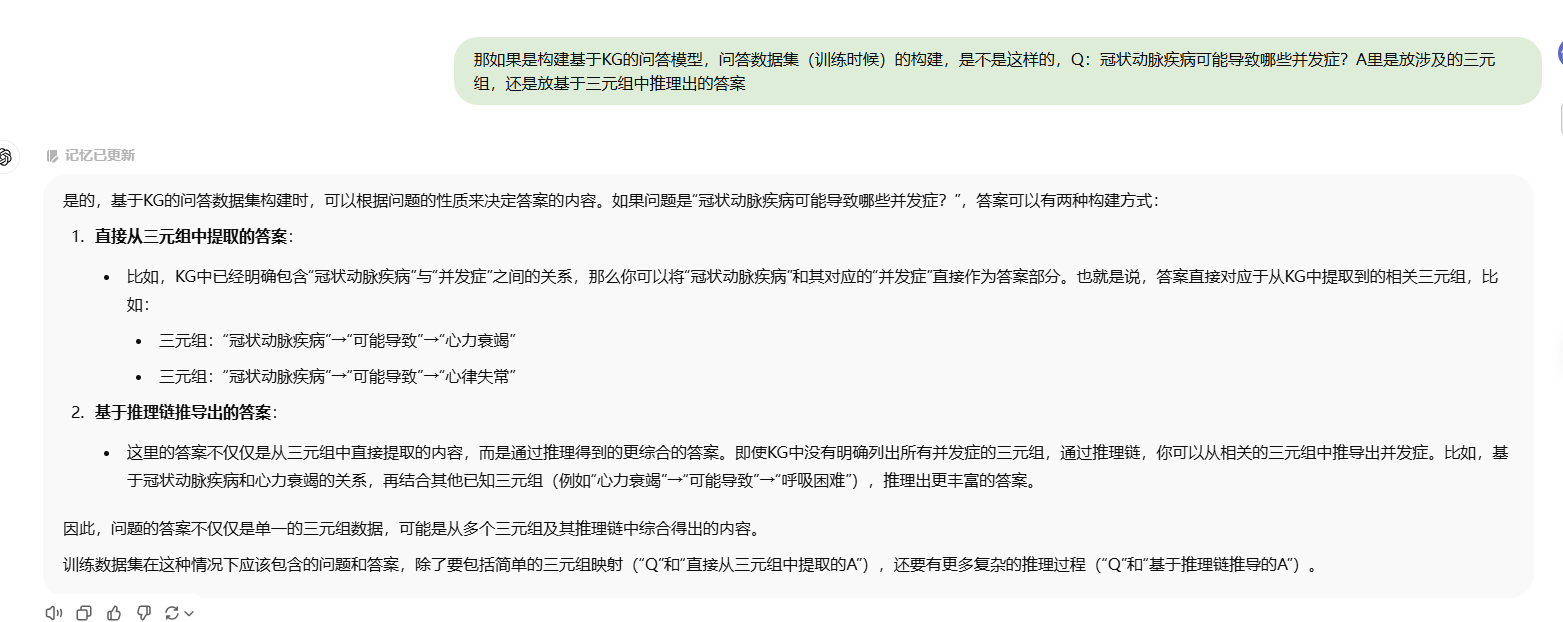 那如果是构建基于KG的问答模型，问答数据集（训练时候）的构建，是不是这样的，Q：冠状动脉疾病可能导致哪些并发症？A里是放涉及的三元
组，还是放基于三元组中推理出的答案
记忆已更新
是的，基于KG的问答数据集构建时，可以根据问题的性质来决定答案的内容。如果问题是“冠状动脉疾病可能导致哪些并发症？”，答案可以有两种构建方式：
1. 直接从三元组中提取的答案：
• 比如，KG中已经明确包含“冠状动脉疾病”与“并发症”之间的关系，那么你可以将“冠状动脉疾病”和其对应的“并发症”直接作为答案部分。也就是说，答案直接对应于从KG中提取到的相关三元组，比
如：
• 三元组：“冠状动脉疾病”→“可能导致”→“心力衰竭”
• 三元组：“冠状动脉疾病”→“可能导致”→“心律失常”
2. 基于推理链推导出的答案：
• 这里的答案不仅仅是从三元组中直接提取的内容，而是通过推理得到的更综合的答案。即使KG中没有明确列出所有并发症的三元组，通过推理链，你可以从相关的三元组中推导出并发症。比如，基
于冠状动脉疾病和心力衰竭的关系，再结合其他已知三元组（例如“心力衰竭”→“可能导致”→“呼吸困难”），推理出更丰富的答案。
因此，问题的答案不仅仅是单一的三元组数据，可能是从多个三元组及其推理链中综合得出的内容。
训练数据集在这种情况下应该包含的问题和答案，除了要包括简单的三元组映射（“Q”和“直接从三元组中提取的A”），还要有更多复杂的推理过程（“Q”和“基于推理链推导的A”）。